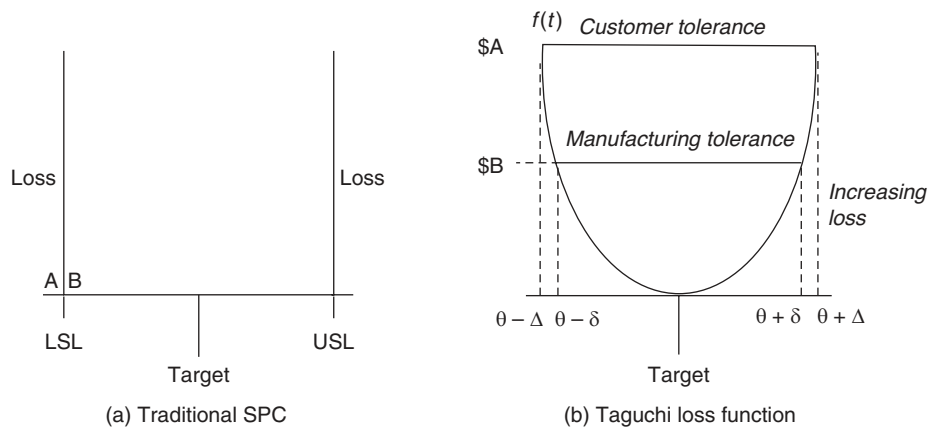 Loss
Loss
A
B
LSL
USL
Target
(a) Traditional SPC
f(t)
Customer tolerance
$A
Manufacturing tolerance
$B
Increasing
loss
θ – Δ
θ – δ
θ + δ
θ + Δ
Target
(b) Taguchi loss function